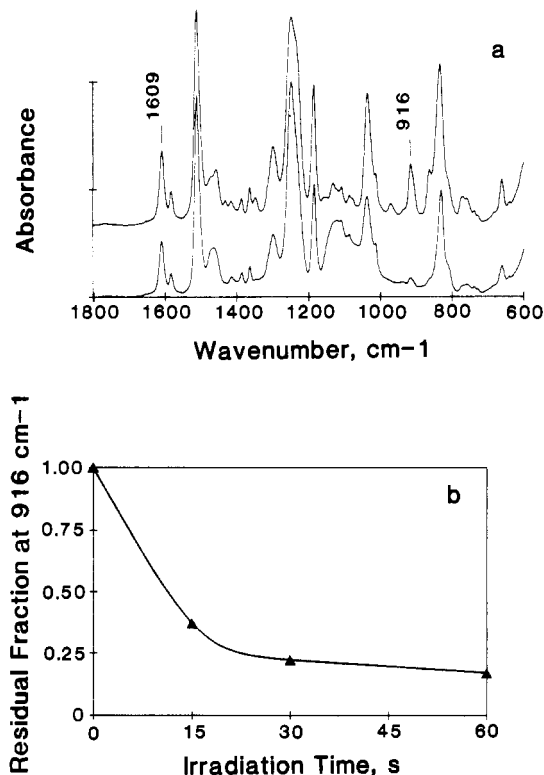 a
1609
916
Absorbance
1800 1600 1400 1200 1000 800 600
Wavenumber, cm-1
b
Residual Fraction at 916 cm-1
1.00
0.75
0.50
0.25
0
0 15 30 45 60
Irradiation Time, s